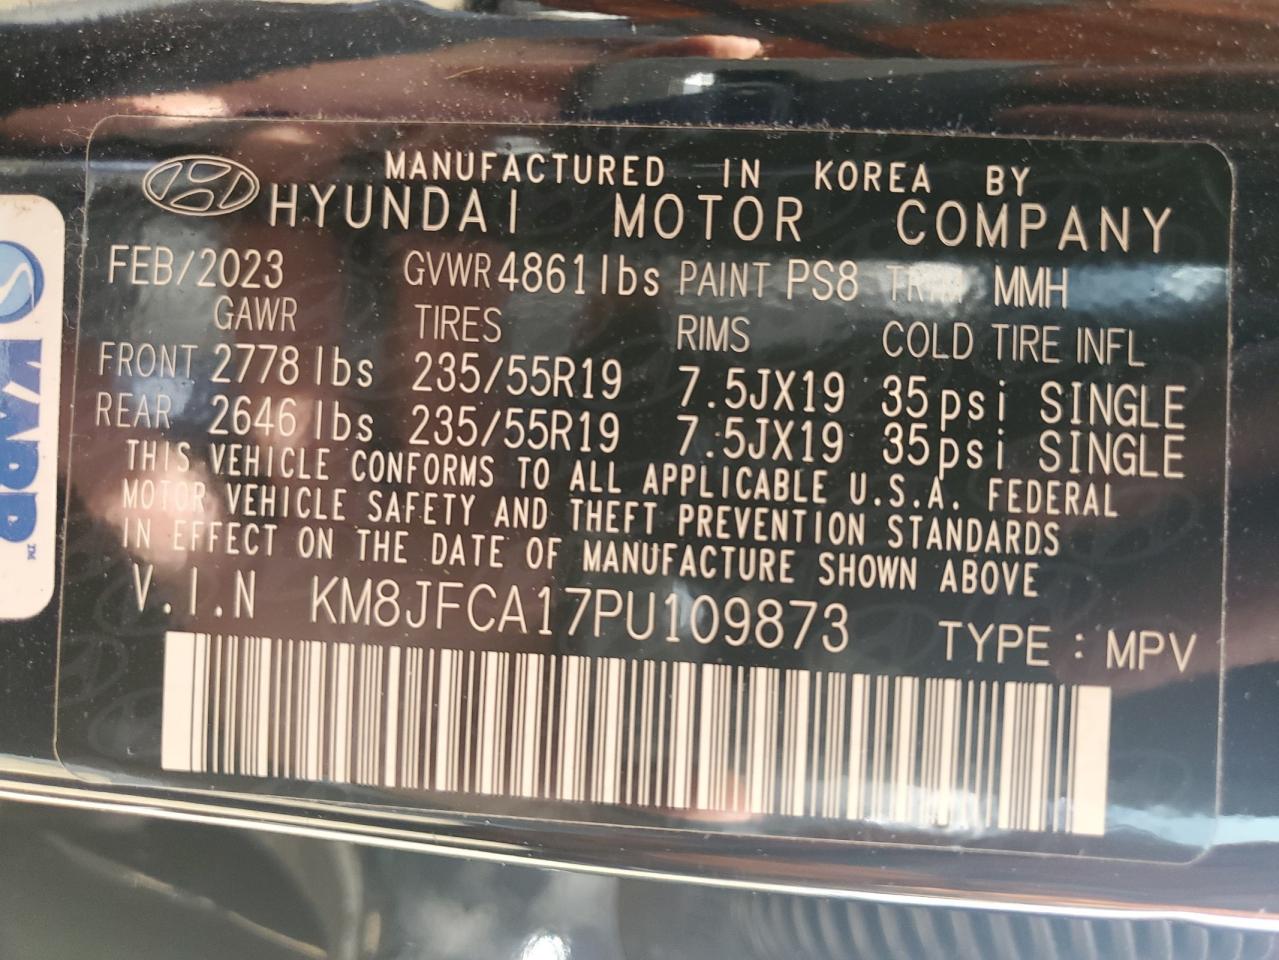 MANUFACTURED IN KOREA BY
HYUNDAI MOTOR COMPANY
FEB/2023 GVWR 4861 lbs PAINT PS8 TRIM MMH
GAWR TIRES RIMS COLD TIRE INFL
FRONT 2778 lbs 235/55R19 7.5JX19 35psi SINGLE
REAR 2646 lbs 235/55R19 7.5JX19 35psi SINGLE
THIS VEHICLE CONFORMS TO ALL APPLICABLE U.S.A. FEDERAL
MOTOR VEHICLE SAFETY AND THEFT PREVENTION STANDARDS
IN EFFECT ON THE DATE OF MANUFACTURE SHOWN ABOVE
V.I.N KM8JFCA17PU109873 TYPE : MPV